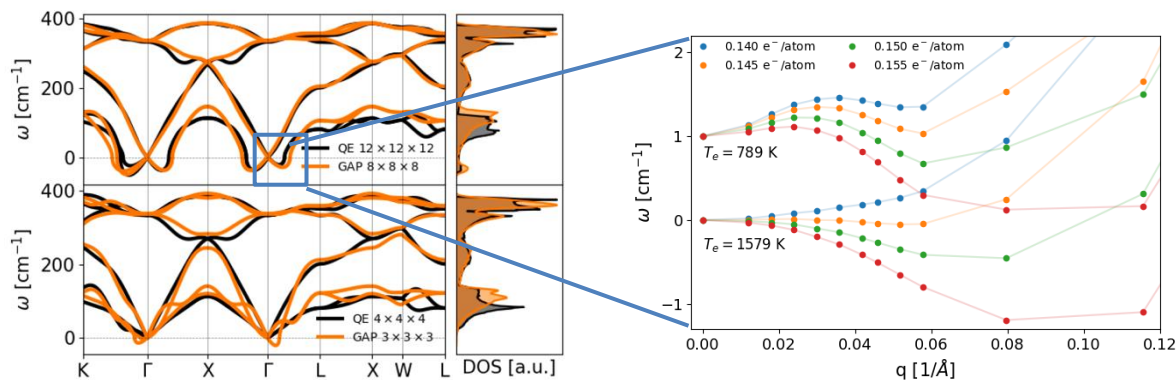 400
200
0
ω [cm⁻¹]
QE 12×12×12
GAP 8×8×8
400
300
200
100
0
ω [cm⁻¹]
QE 4×4×4
GAP 3×3×3
K Γ X Γ L X W L
DOS [a.u.]
0.140 e⁻/atom 0.150 e⁻/atom
0.145 e⁻/atom 0.155 e⁻/atom
2
1
0
−1
ω [cm⁻¹]
Tₑ = 789 K
Tₑ = 1579 K
0.00 0.02 0.04 0.06 0.08 0.10 0.12
q [1/Å]